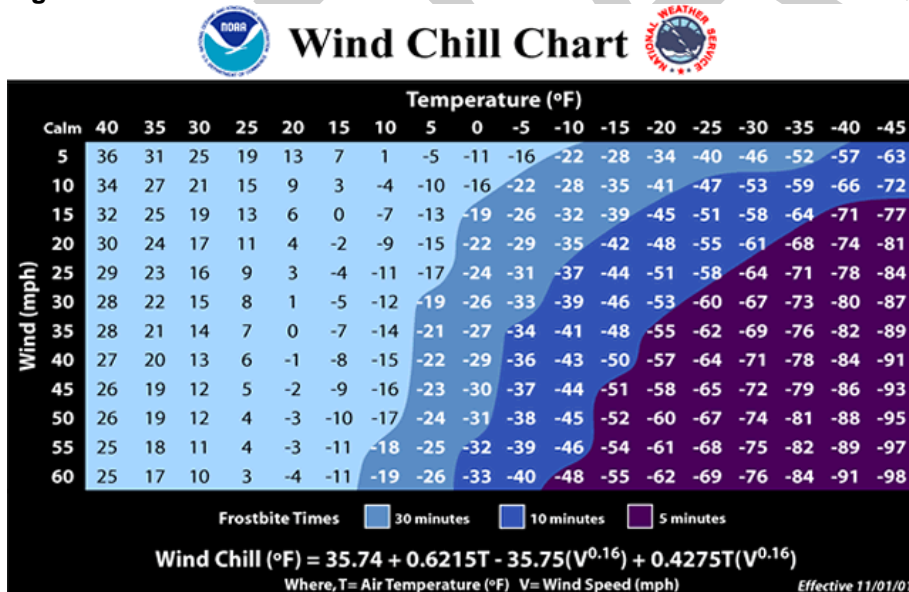 NOAA
NATIONAL WEATHER SERVICE
Wind Chill Chart
Temperature (ºF)
Calm 40 35 30 25 20 15 10 5 0 -5 -10 -15 -20 -25 -30 -35 -40 -45
5 36 31 25 19 13 7 1 -5 -11 -16 -22 -28 -34 -40 -46 -52 -57 -63
10 34 27 21 15 9 3 -4 -10 -16 -22 -28 -35 -41 -47 -53 -59 -66 -72
15 32 25 19 13 6 0 -7 -13 -19 -26 -32 -39 -45 -51 -58 -64 -71 -77
20 30 24 17 11 4 -2 -9 -15 -22 -29 -35 -42 -48 -55 -61 -68 -74 -81
25 29 23 16 9 3 -4 -11 -17 -24 -31 -37 -44 -51 -58 -64 -71 -78 -84
30 28 22 15 8 1 -5 -12 -19 -26 -33 -39 -46 -53 -60 -67 -73 -80 -87
35 28 21 14 7 0 -7 -14 -21 -27 -34 -41 -48 -55 -62 -69 -76 -82 -89
40 27 20 13 6 -1 -8 -15 -22 -29 -36 -43 -50 -57 -64 -71 -78 -84 -91
45 26 19 12 5 -2 -9 -16 -23 -30 -37 -44 -51 -58 -65 -72 -79 -86 -93
50 26 19 12 4 -3 -10 -17 -24 -31 -38 -45 -52 -60 -67 -74 -81 -88 -95
55 25 18 11 4 -3 -11 -18 -25 -32 -39 -46 -54 -61 -68 -75 -82 -89 -97
60 25 17 10 3 -4 -11 -19 -26 -33 -40 -48 -55 -62 -69 -76 -84 -91 -98
Wind (mph)
Frostbite Times 30 minutes 10 minutes 5 minutes
Wind Chill (ºF) = 35.74 + 0.6215T - 35.75(V^0.16) + 0.4275T(V^0.16)
Where, T= Air Temperature (ºF) V= Wind Speed (mph)
Effective 11/01/01